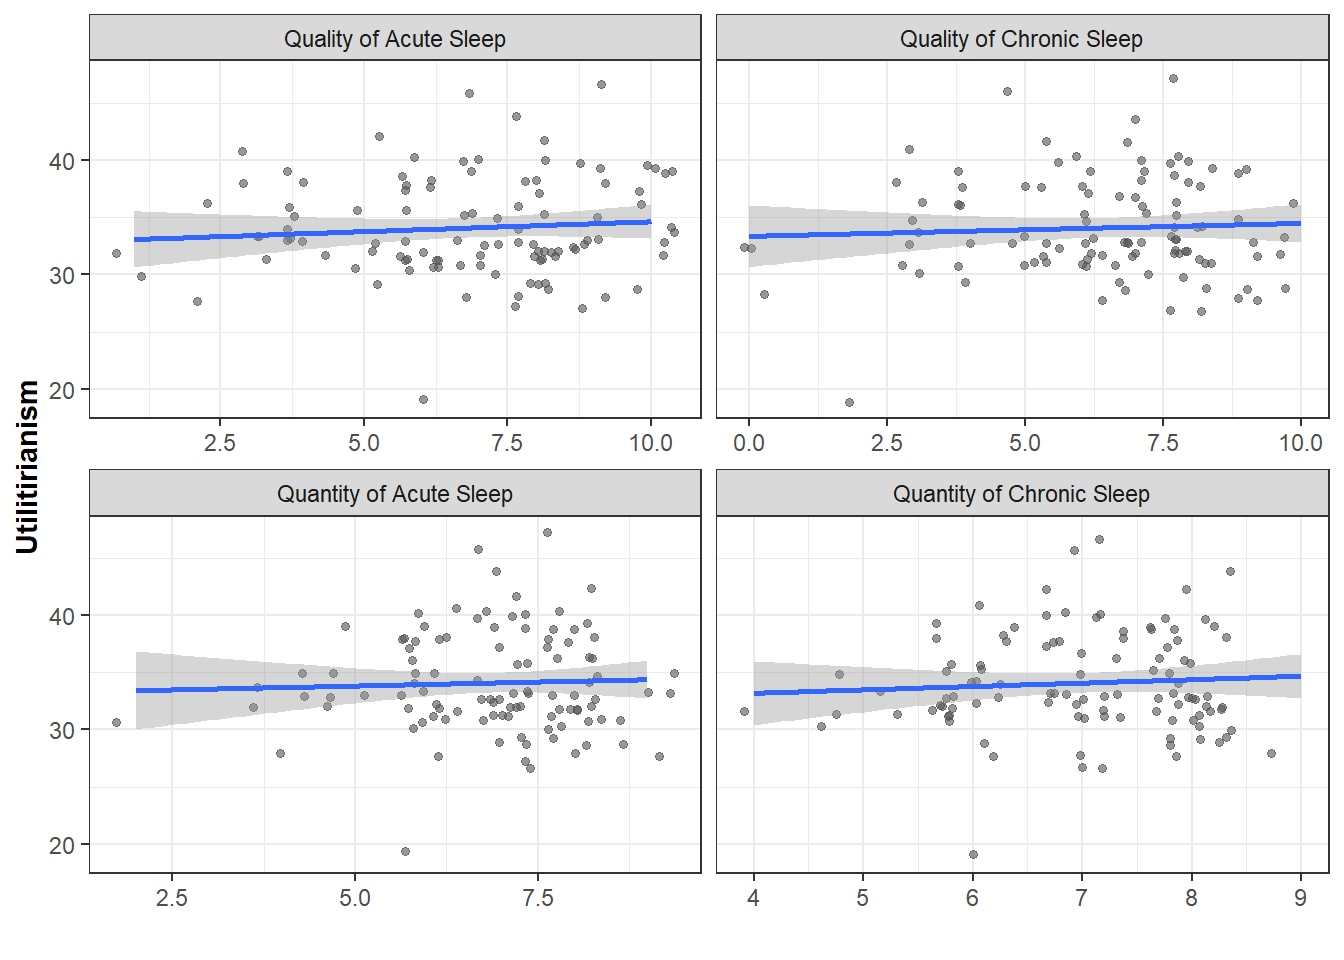 Quality of Acute Sleep
Quality of Chronic Sleep
40
30
20
2.5 5.0 7.5 10.0
0.0 2.5 5.0 7.5 10.0
Utilitirianism
Quantity of Acute Sleep
Quantity of Chronic Sleep
40
30
20
2.5 5.0 7.5
4 5 6 7 8 9